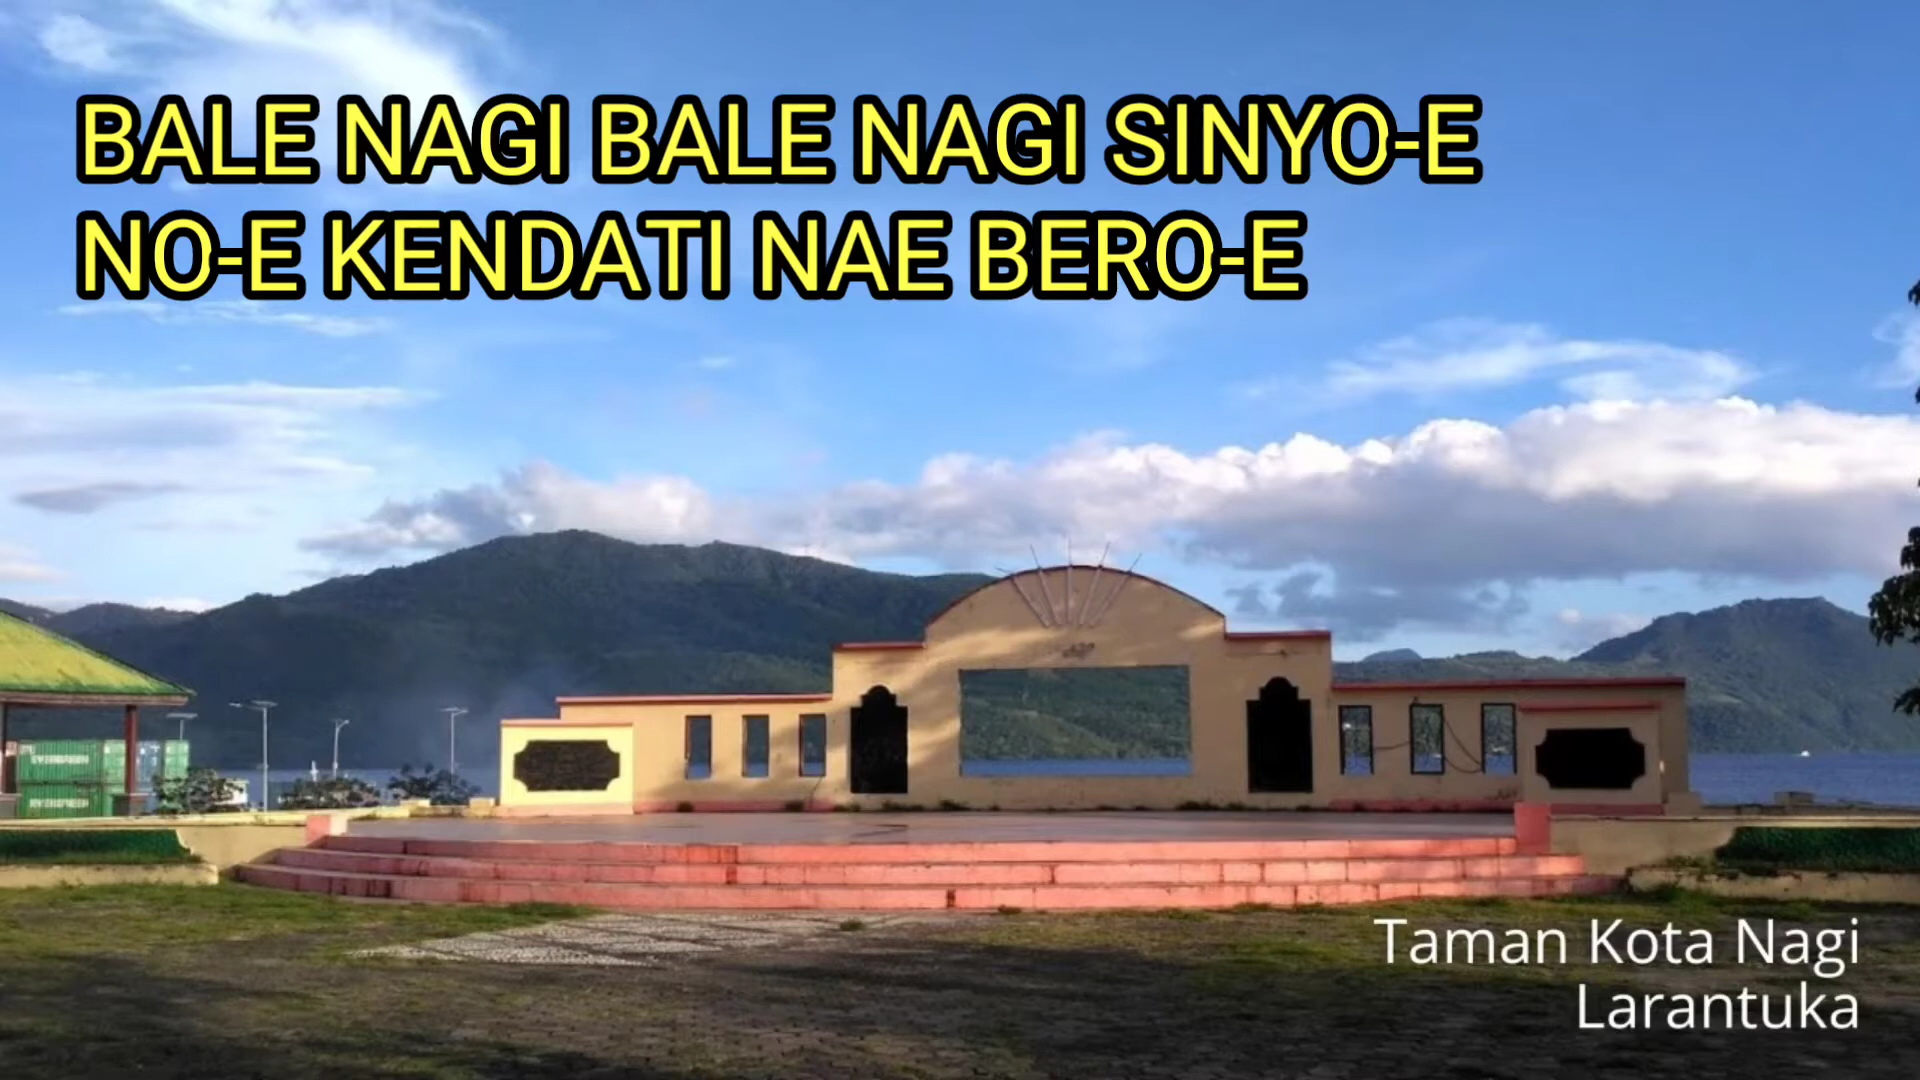 BALE NAGI BALE NAGI SINYO-E
NO-E KENDATI NAE BERO-E
Taman Kota Nagi
Larantuka